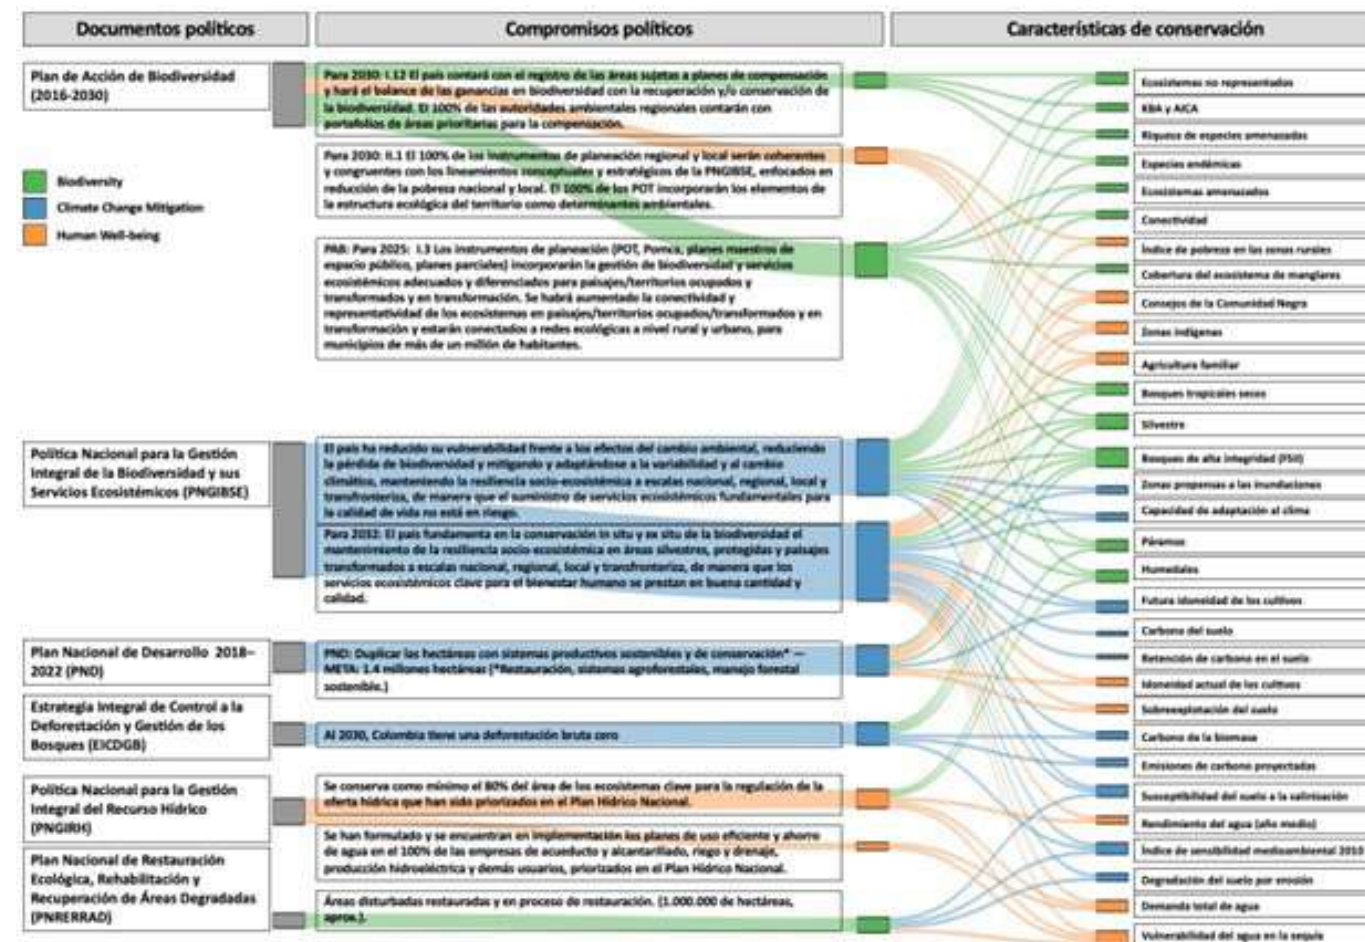 Documentos políticos
Compromisos políticos
Características de conservación
Plan de Acción de Biodiversidad
(2016-2030)
Biodiversity
Climate Change Mitigation
Human Well-being
Política Nacional para la Gestión
Integral de la Biodiversidad y sus
Servicios Ecosistémicos (PNGIBSE)
Plan Nacional de Desarrollo 2018–
2022 (PND)
Estrategia Integral de Control a la
Deforestación y Gestión de los
Bosques (EICDGB)
Política Nacional para la Gestión
Integral del Recurso Hídrico
(PNGIRH)
Plan Nacional de Restauración
Ecológica, Rehabilitación y
Recuperación de Áreas Degradadas
(PNRERRAD)
Para 2030: I.12 El país contará con el registro de las áreas sujetas a planes de compensación
y hará el balance de las ganancias en biodiversidad con la recuperación y/o conservación de
la biodiversidad. El 100% de las autoridades ambientales regionales contarán con
portafolios de áreas prioritarias para la compensación.
Para 2030: II.1 El 100% de los instrumentos de planeación regional y local serán coherentes
y congruentes con los lineamientos conceptuales y estratégicos de la PNGIBSE, enfocados en
reducción de la pobreza nacional y local. El 100% de los POT incorporarán los elementos de
la estructura ecológica del territorio como determinantes ambientales.
PAB: Para 2025: I.3 Los instrumentos de planeación (POT, Pomca, planes maestros de
espacio público, planes parciales) incorporarán la gestión de biodiversidad y servicios
ecosistémicos adecuados y diferenciados para paisajes/territorios ocupados y
transformados y en transformación. Se habrá aumentado la conectividad y
representatividad de los ecosistemas en paisajes/territorios ocupados/transformados y en
transformación y estarán conectados a redes ecológicas a nivel rural y urbano, para
municipios de más de un millón de habitantes.
El país ha reducido su vulnerabilidad frente a los efectos del cambio ambiental, reduciendo
la pérdida de biodiversidad y mitigando y adaptándose a la variabilidad y al cambio
climático, manteniendo la resiliencia socio-ecosistémica a escalas nacional, regional, local y
transfronteriza, de manera que el suministro de servicios ecosistémicos fundamentales para
la calidad de vida no está en riesgo.
Para 2032: El país fundamenta en la conservación in situ y ex situ de la biodiversidad el
mantenimiento de la resiliencia socio-ecosistémica en áreas silvestres, protegidas y paisajes
transformados a escalas nacional, regional, local y transfronteriza, de manera que los
servicios ecosistémicos clave para el bienestar humano se prestan en buena cantidad y
calidad.
PND: Duplicar las hectáreas con sistemas productivos sostenibles y de conservación* —
META: 1.4 millones hectáreas (*Restauración, sistemas agroforestales, manejo forestal
sostenible.)
Al 2030, Colombia tiene una deforestación bruta cero
Se conserva como mínimo el 80% del área de los ecosistemas clave para la regulación de la
oferta hídrica que han sido priorizados en el Plan Hídrico Nacional.
Se han formulado y se encuentran en implementación los planes de uso eficiente y ahorro
de agua en el 100% de las empresas de acueducto y alcantarillado, riego y drenaje,
producción hidroeléctrica y demás usuarios, priorizados en el Plan Hídrico Nacional.
Áreas disturbadas restauradas y en proceso de restauración. (1.000.000 de hectáreas,
aprox.).
Ecosistemas no representados
KBA y AICA
Riqueza de especies amenazadas
Especies endémicas
Ecosistemas amenazados
Conectividad
Índice de pobreza en las zonas rurales
Cobertura del ecosistema de manglares
Consejos de la Comunidad Negra
Zonas indígenas
Agricultura familiar
Bosques tropicales secos
Silvestre
Bosques de alta integridad (FSII)
Zonas propensas a las inundaciones
Capacidad de adaptación al clima
Páramos
Humedales
Futura idoneidad de los cultivos
Carbono del suelo
Retención de carbono en el suelo
Idoneidad actual de los cultivos
Sobreexplotación del suelo
Carbono de la biomasa
Emisiones de carbono proyectadas
Susceptibilidad del suelo a la salinización
Rendimiento del agua (año medio)
Índice de sensibilidad medioambiental 2010
Degradación del suelo por erosión
Demanda total de agua
Vulnerabilidad del agua en la sequía